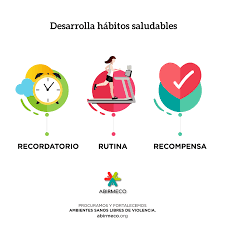 Desarrolla hábitos saludables
RECORDATORIO
RUTINA
RECOMPENSA
ABIRMECO
PROCURAMOS Y FORTALECEMOS
AMBIENTES SANOS LIBRES DE VIOLENCIA.
abirmeco.org